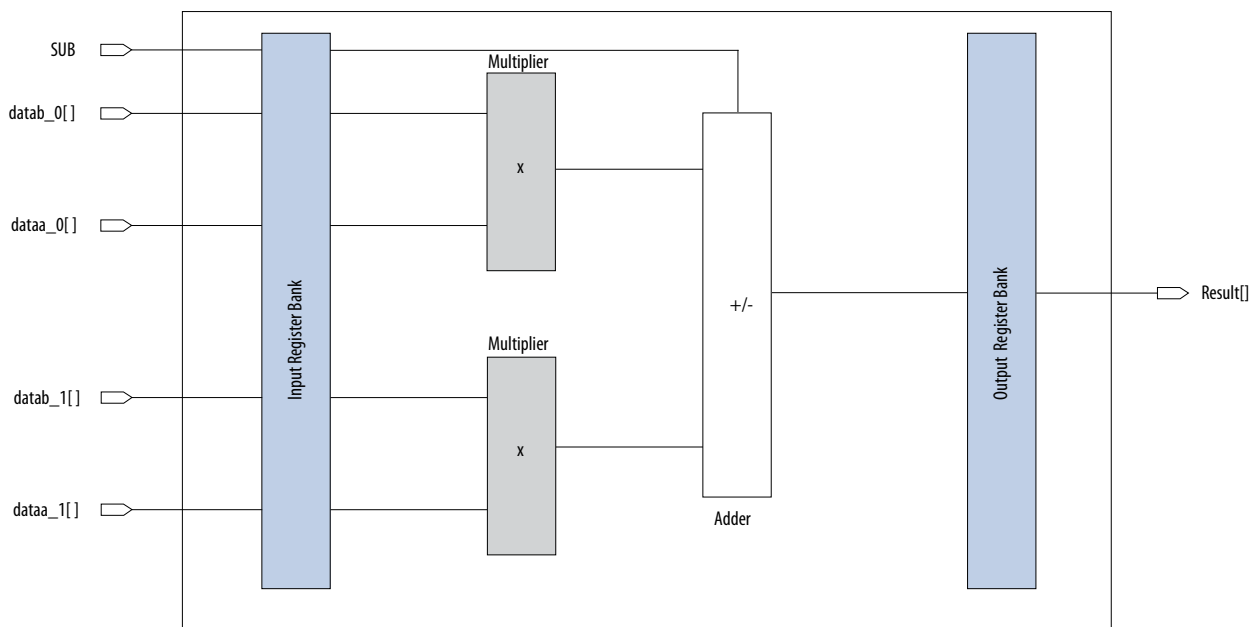 SUB
Multiplier
datab_0[ ]
x
dataa_0[ ]
Input Register Bank
+/-
Output Register Bank
Result[]
Multiplier
datab_1[ ]
x
dataa_1[ ]
Adder